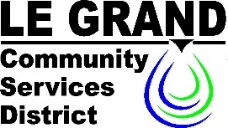 LE GRAND
Community
Services
District